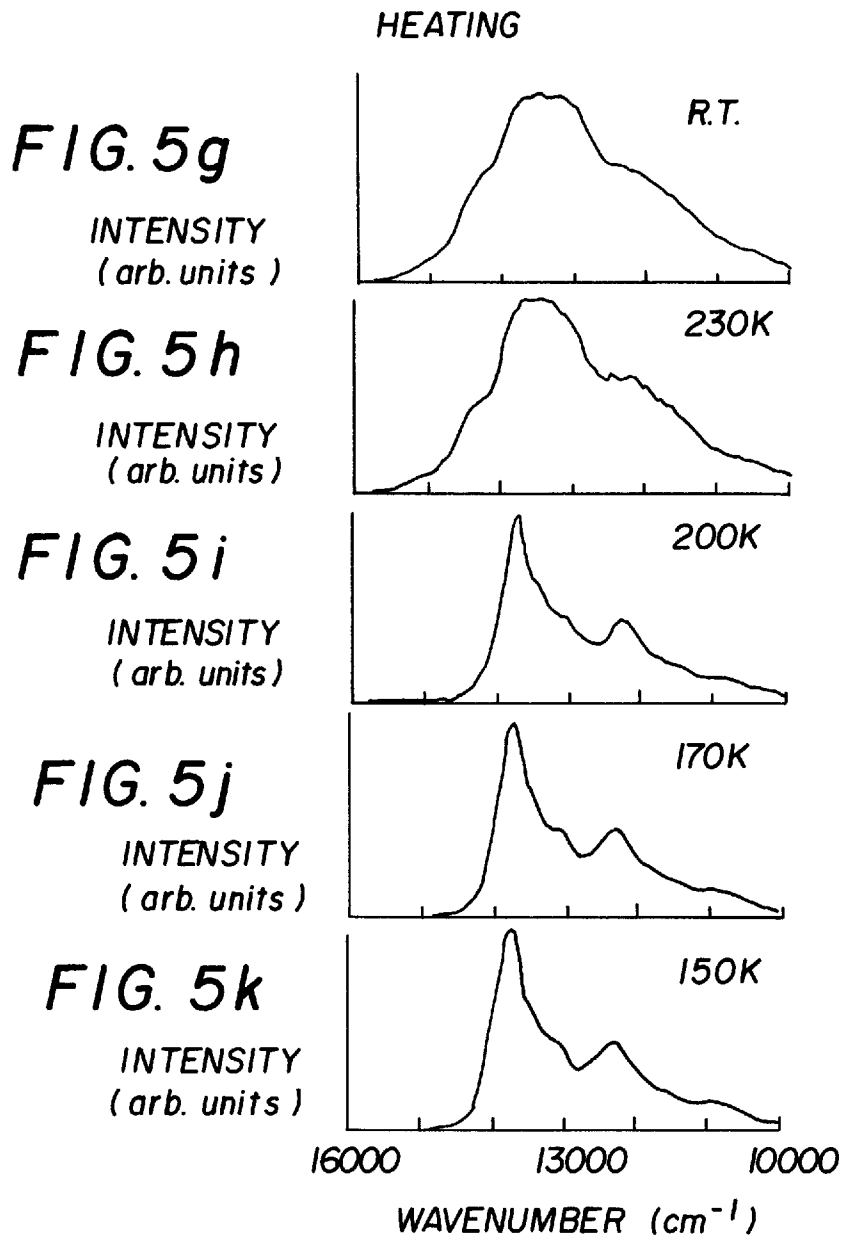 HEATING
R.T.
FIG. 5g
INTENSITY
(arb. units)
230K
FIG. 5h
INTENSITY
(arb. units)
200K
FIG. 5i
INTENSITY
(arb. units)
170K
FIG. 5j
INTENSITY
(arb. units)
150K
FIG. 5k
INTENSITY
(arb. units)
16000 13000 10000
WAVENUMBER (cm⁻¹)